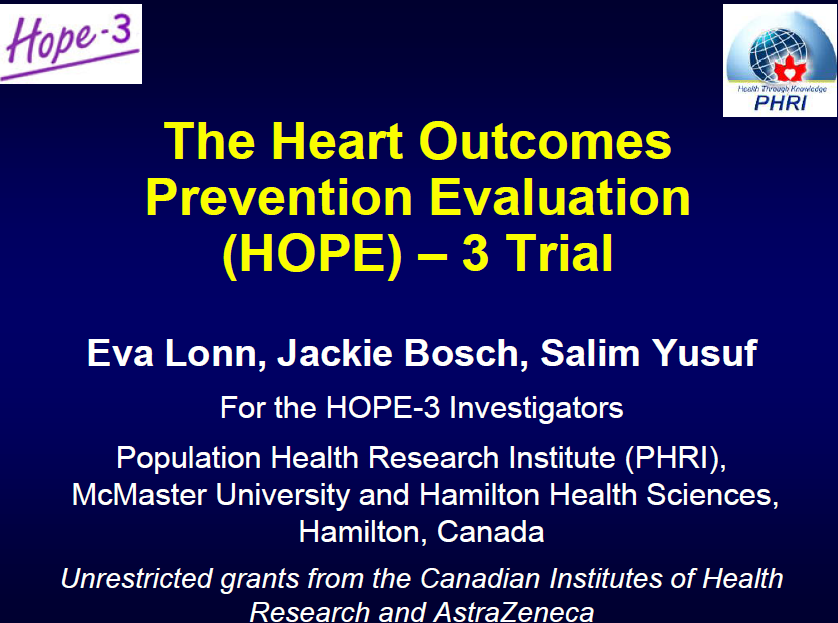 Hope-3
Health Through Knowledge
PHRI
The Heart Outcomes
Prevention Evaluation
(HOPE) – 3 Trial
Eva Lonn, Jackie Bosch, Salim Yusuf
For the HOPE-3 Investigators
Population Health Research Institute (PHRI),
McMaster University and Hamilton Health Sciences,
Hamilton, Canada
Unrestricted grants from the Canadian Institutes of Health
Research and AstraZeneca